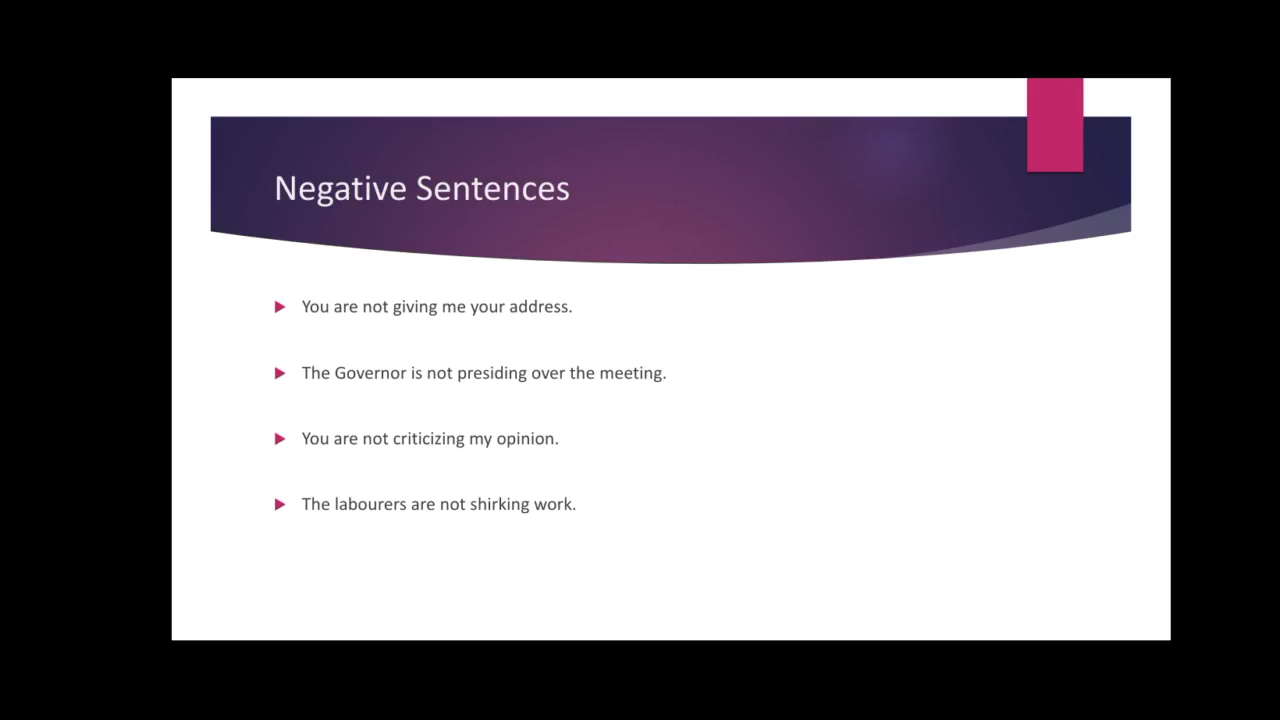 Negative Sentences
You are not giving me your address.
The Governor is not presiding over the meeting.
You are not criticizing my opinion.
The labourers are not shirking work.